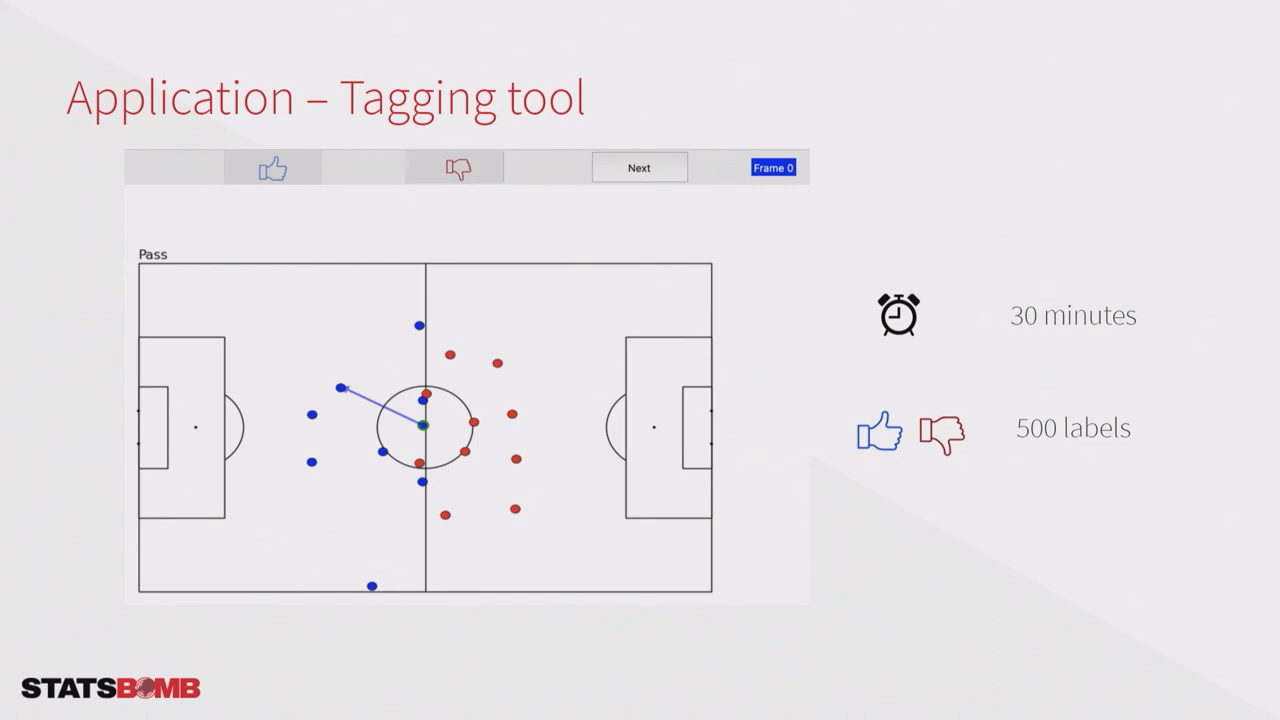 Application – Tagging tool
Next
Frame 0
Pass
30 minutes
500 labels
STATSBOMB